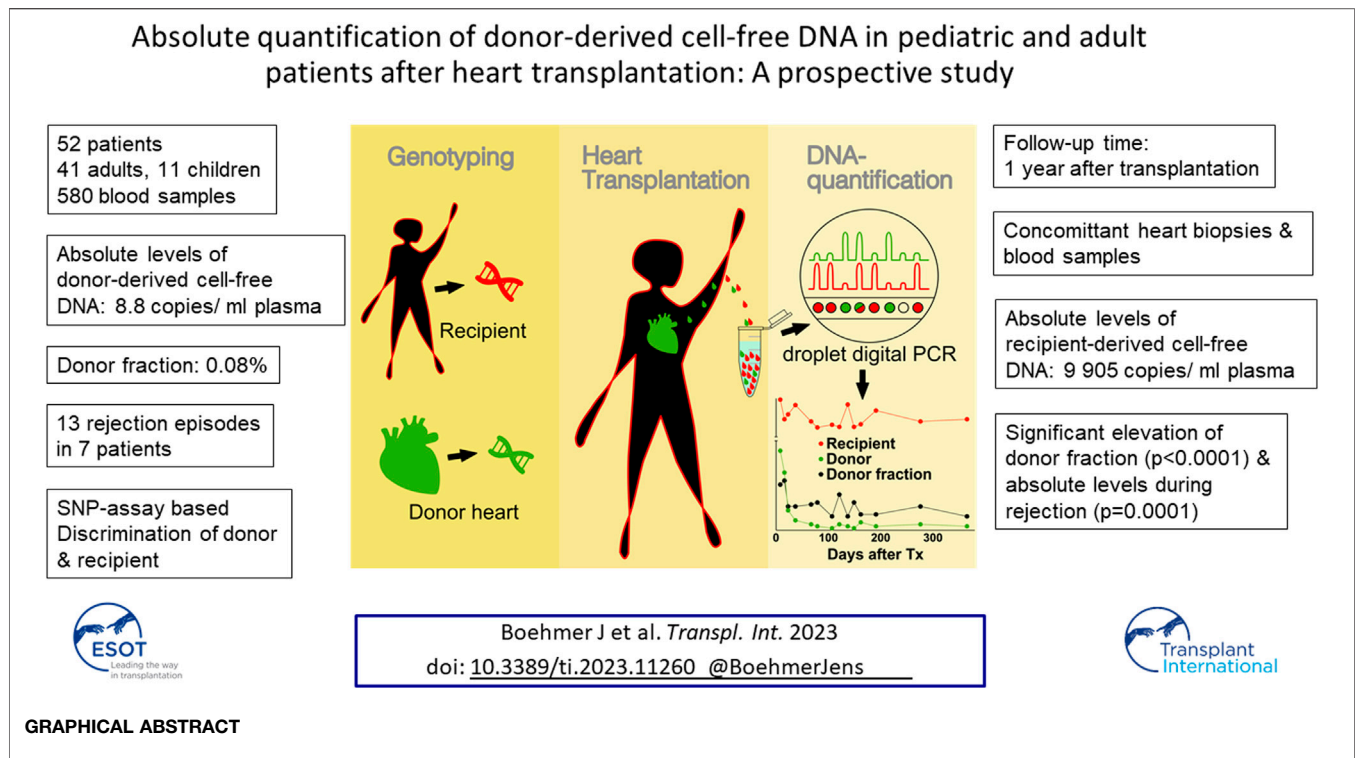 Absolute quantification of donor-derived cell-free DNA in pediatric and adult
patients after heart transplantation: A prospective study
52 patients
41 adults, 11 children
580 blood samples
Absolute levels of
donor-derived cell-free
DNA: 8.8 copies/ ml plasma
Donor fraction: 0.08%
13 rejection episodes
in 7 patients
SNP-assay based
Discrimination of donor
& recipient
Genotyping
Recipient
Donor heart
Heart
Transplantation
DNA-
quantification
droplet digital PCR
Recipient
Donor
Donor fraction
0 100 200 300
Days after Tx
Follow-up time:
1 year after transplantation
Concomittant heart biopsies &
blood samples
Absolute levels of
recipient-derived cell-free
DNA: 9 905 copies/ ml plasma
Significant elevation of
donor fraction (p<0.0001) &
absolute levels during
rejection (p=0.0001)
ESOT
Leading the way
in transplantation
Boehmer J et al. Transpl. Int. 2023
doi: 10.3389/ti.2023.11260 @BoehmerJens
Transplant
International
GRAPHICAL ABSTRACT